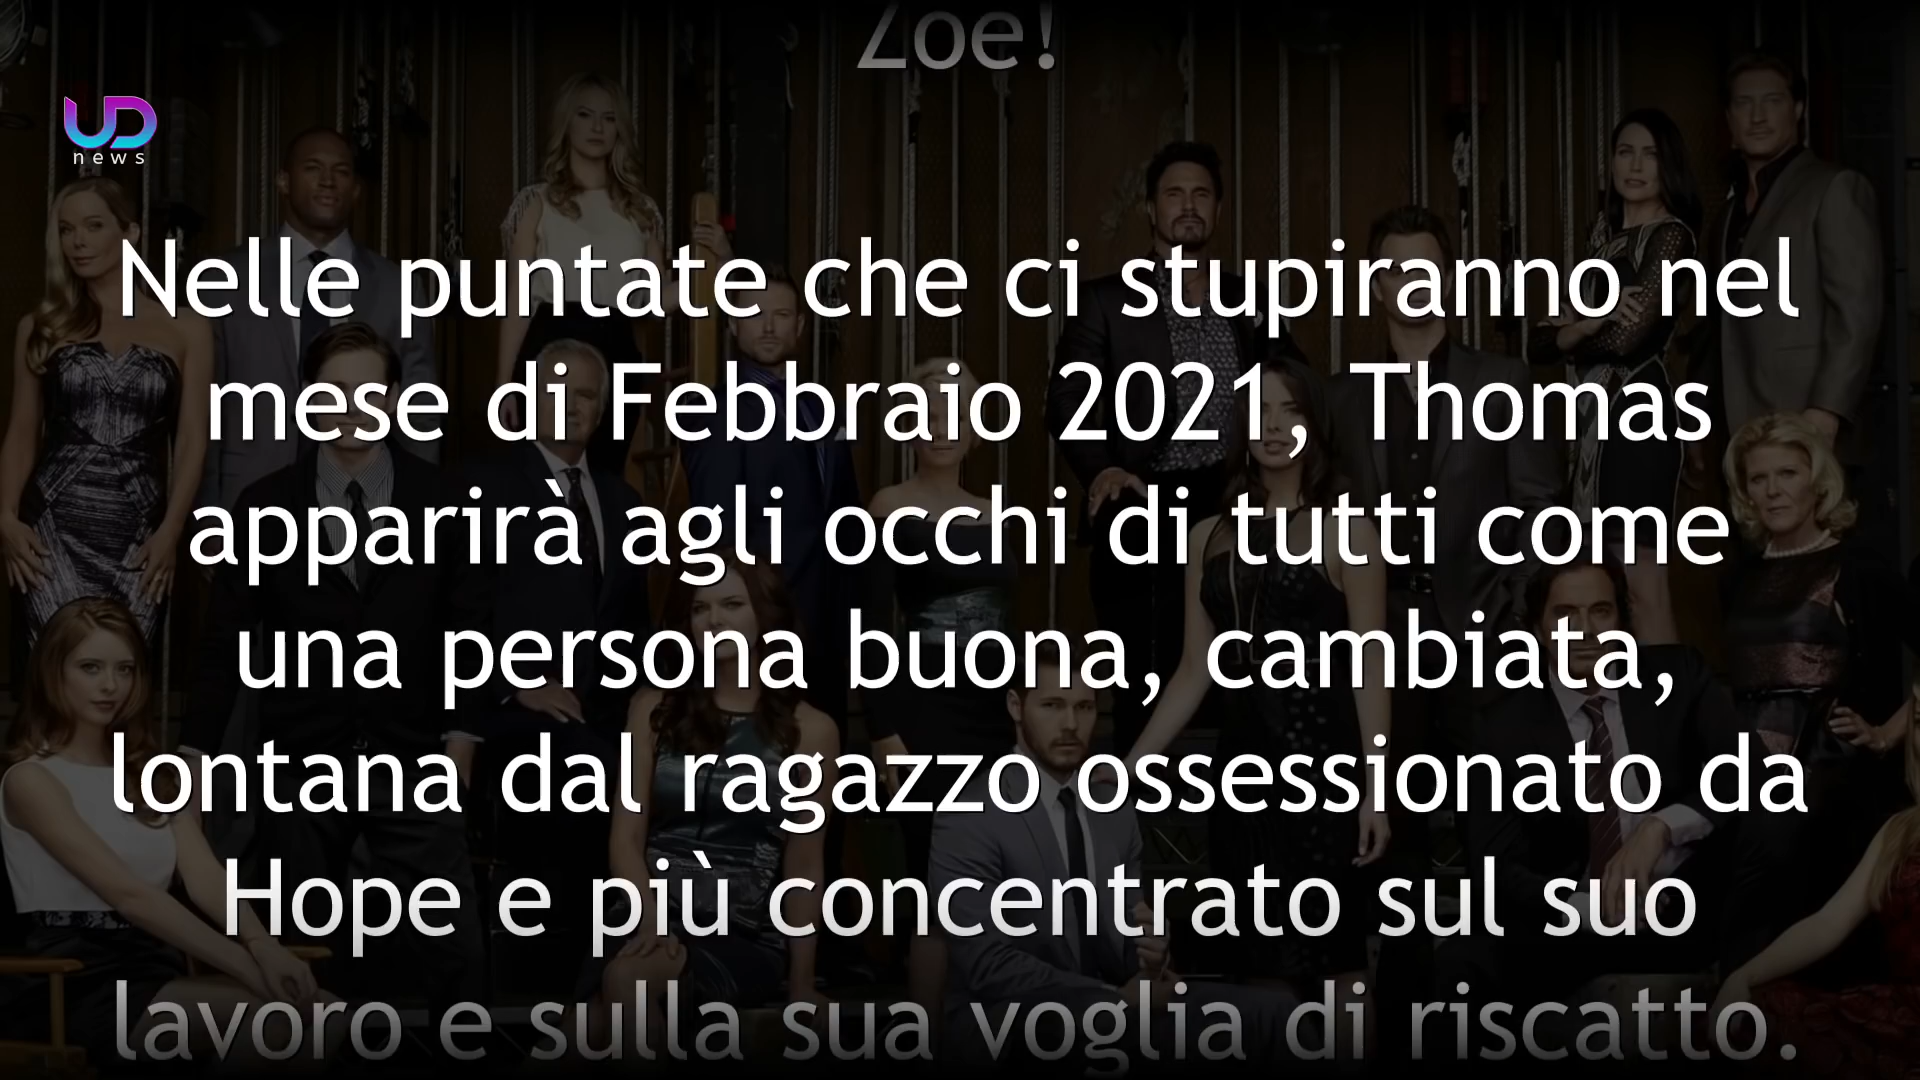 Zoe!
UD
news
Nelle puntate che ci stupiranno nel
mese di Febbraio 2021, Thomas
apparirà agli occhi di tutti come
una persona buona, cambiata,
lontana dal ragazzo ossessionato da
Hope e più concentrato sul suo
lavoro e sulla sua voglia di riscatto.